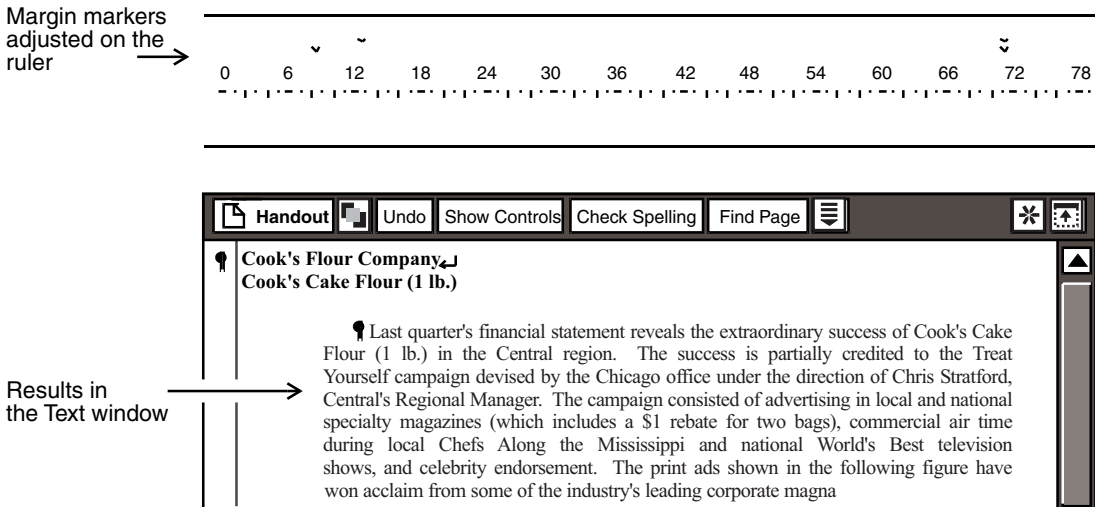 Margin markers
adjusted on the
ruler
0 6 12 18 24 30 36 42 48 54 60 66 72 78
Handout Undo Show Controls Check Spelling Find Page
¶ Cook's Flour Company↵
Cook's Cake Flour (1 lb.)
¶ Last quarter's financial statement reveals the extraordinary success of Cook's Cake
Flour (1 lb.) in the Central region. The success is partially credited to the Treat
Yourself campaign devised by the Chicago office under the direction of Chris Stratford,
Central's Regional Manager. The campaign consisted of advertising in local and national
specialty magazines (which includes a $1 rebate for two bags), commercial air time
during local Chefs Along the Mississippi and national World's Best television
shows, and celebrity endorsement. The print ads shown in the following figure have
won acclaim from some of the industry's leading corporate magna
Results in
the Text window